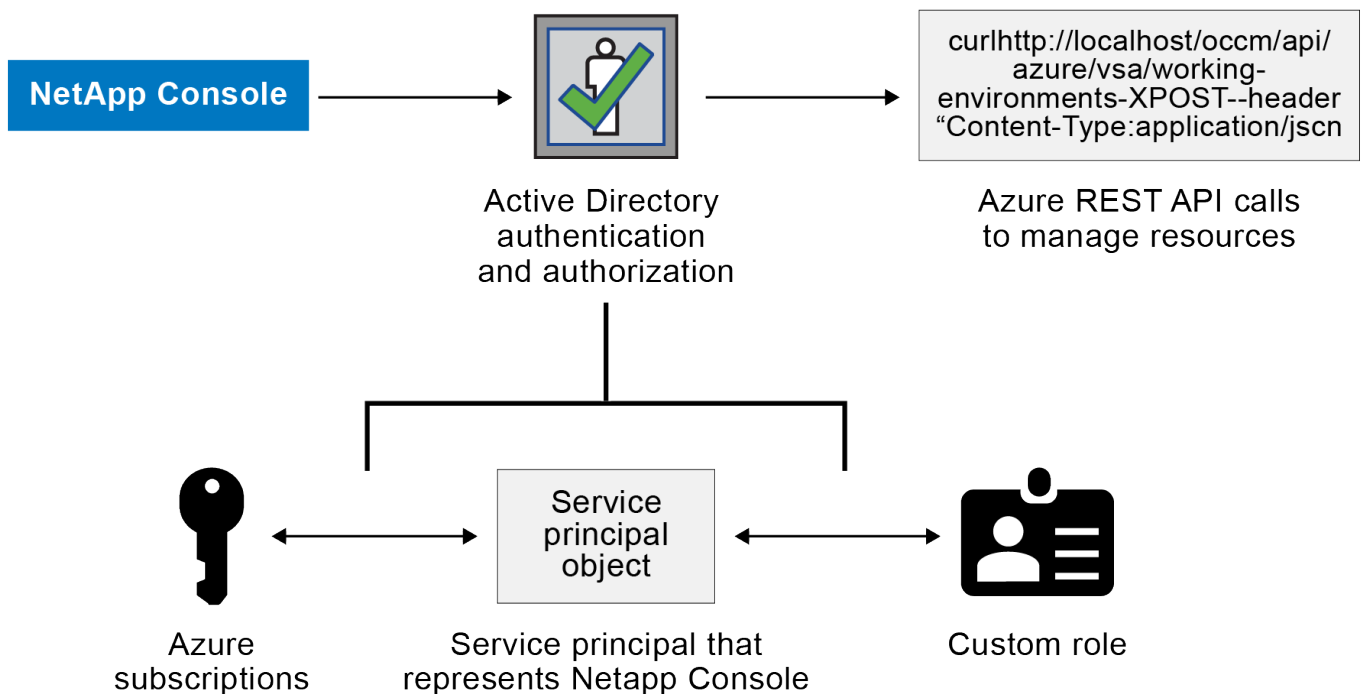 NetApp Console
curlhttp://localhost/occm/api/
azure/vsa/working-
environments-XPOST--header
“Content-Type:application/jscn
Active Directory
authentication
and authorization
Azure REST API calls
to manage resources
Service
principal
object
Azure
subscriptions
Service principal that
represents Netapp Console
Custom role